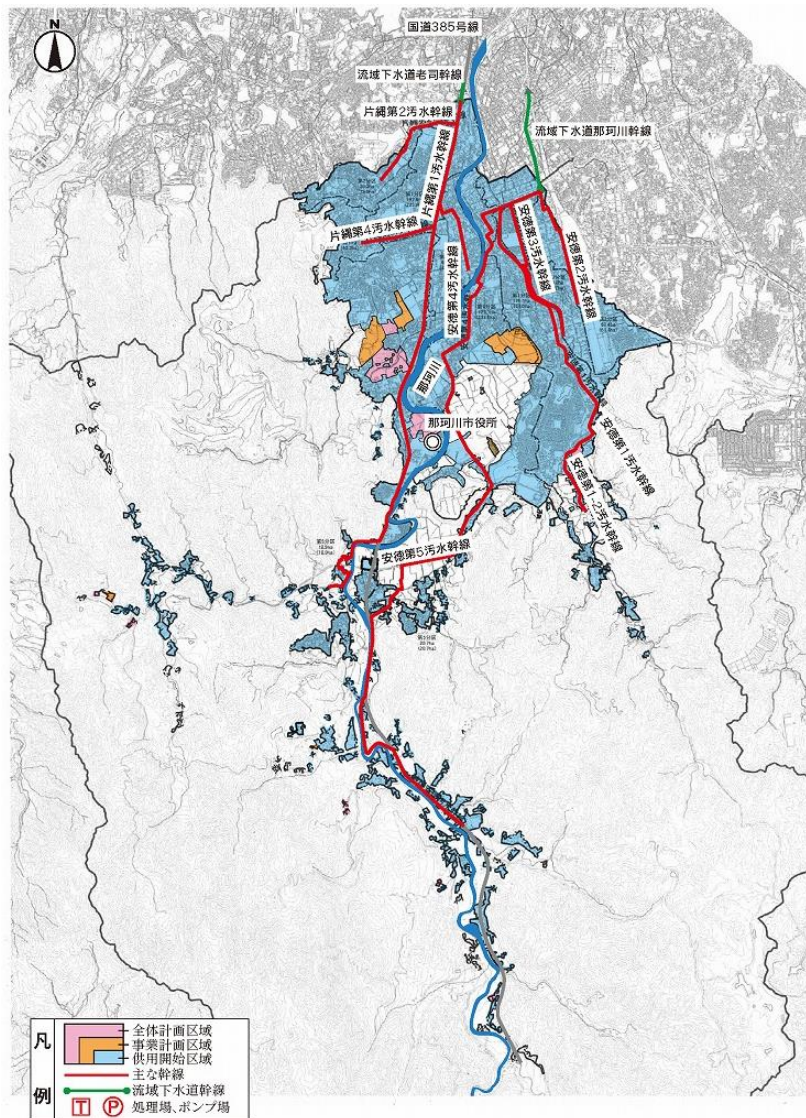 N
国道385号線
流域下水道老司幹線
片縄第2汚水幹線
流域下水道那珂川幹線
片縄第1汚水幹線
片縄第4汚水幹線
安徳第3汚水幹線
安徳第2汚水幹線
安徳第4汚水幹線
那珂川
那珂川市役所
安徳第1汚水幹線
安徳第1-2汚水幹線
安徳第5汚水幹線
凡例
全体計画区域
事業計画区域
供用開始区域
主な幹線
流域下水道幹線
T P 処理場、ポンプ場